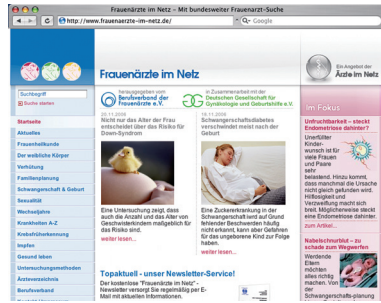 Frauenärzte im Netz – Mit bundesweiter Frauenarzt-Suche
http://www.frauenaerzte-im-netz.de/
Google
Frauenärzte im Netz
Ein Angebot der
Ärzte im Netz
herausgegeben vom
Berufsverband der
Frauenärzte e.V.
in Zusammenarbeit mit der
Deutschen Gesellschaft für
Gynäkologie und Geburtshilfe e.V.
Suchbegriff
Suche starten
Startseite
Aktuelles
Frauenheilkunde
Der weibliche Körper
Verhütung
Familienplanung
Schwangerschaft & Geburt
Sexualität
Wechseljahre
Krankheiten A-Z
Krebsfrüherkennung
Impfen
Gesund leben
Untersuchungsmethoden
Ärzteverzeichnis
Berufsverband
20.11.2008
Nicht nur das Alter der Frau
entscheidet über das Risiko für
Down-Syndrom
Eine Untersuchung zeigt, dass
auch die Anzahl und das Alter von
Geschwisterkindern maßgeblich für
das Risiko sind.
weiter lesen...
18.11.2008
Schwangerschaftsdiabetes
verschwindet meist nach der
Geburt
Eine Zuckererkrankung in der
Schwangerschaft wird auf Grund
fehlender Beschwerden häufig
nicht erkannt, kann aber Gefahren
für das ungeborene Kind zur Folge
haben.
weiter lesen...
Topaktuell - unser Newsletter-Service!
Der kostenlose "Frauenärzte im Netz" -
Newsletter versorgt Sie regelmäßig per E-
Mail mit aktuellen Informationen.
Im Fokus
Unfruchtbarkeit – steckt
Endometriose dahinter?
Unerfüllter
Kinder-
wunsch ist für
viele Frauen
und Paare
sehr
belastend. Hinzu kommt,
dass manchmal die Ursache
nicht gleich gefunden wird.
Hilflosigkeit und
Verzweiflung macht sich
breit. Möglicherweise steckt
eine Endometriose dahinter.
zum Artikel...
Nabelschnurblut – zu
schade zum Wegwerfen
Werdende
Eltern
möchten
alles richtig
machen. Von
der
Schwangerschafts-planung